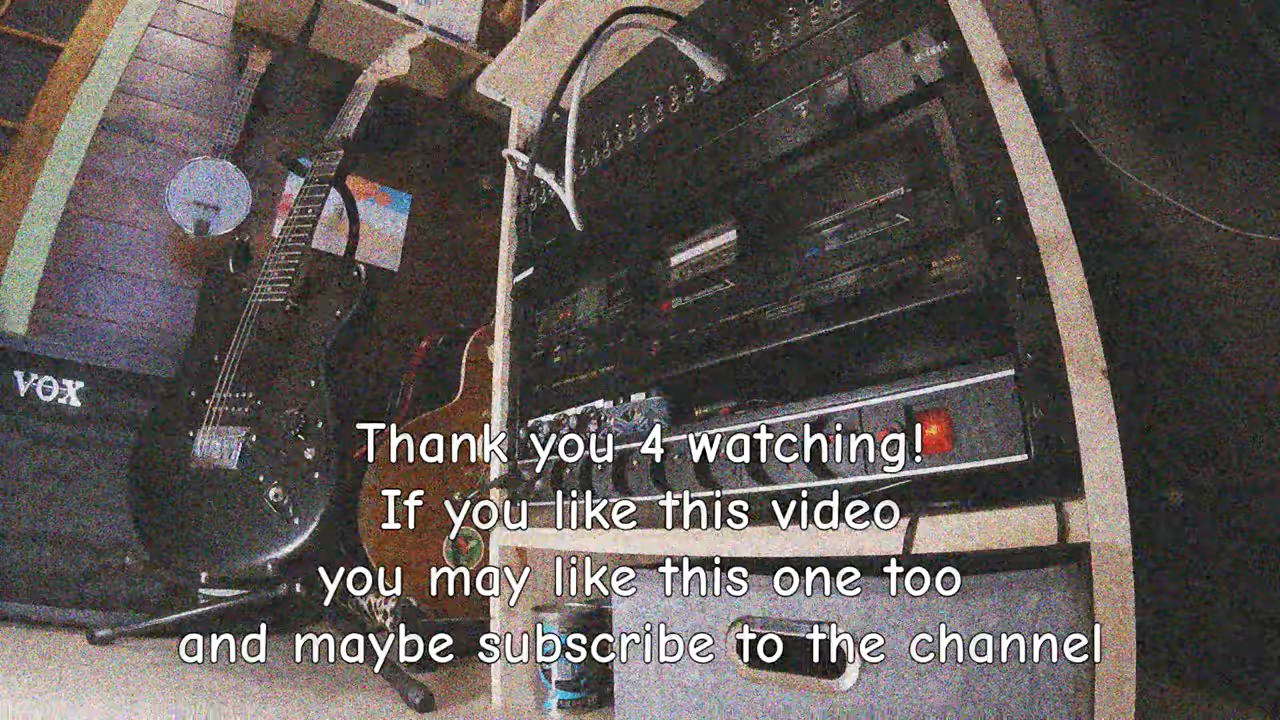 VOX
Thank you 4 watching!
If you like this video
you may like this one too
and maybe subscribe to the channel